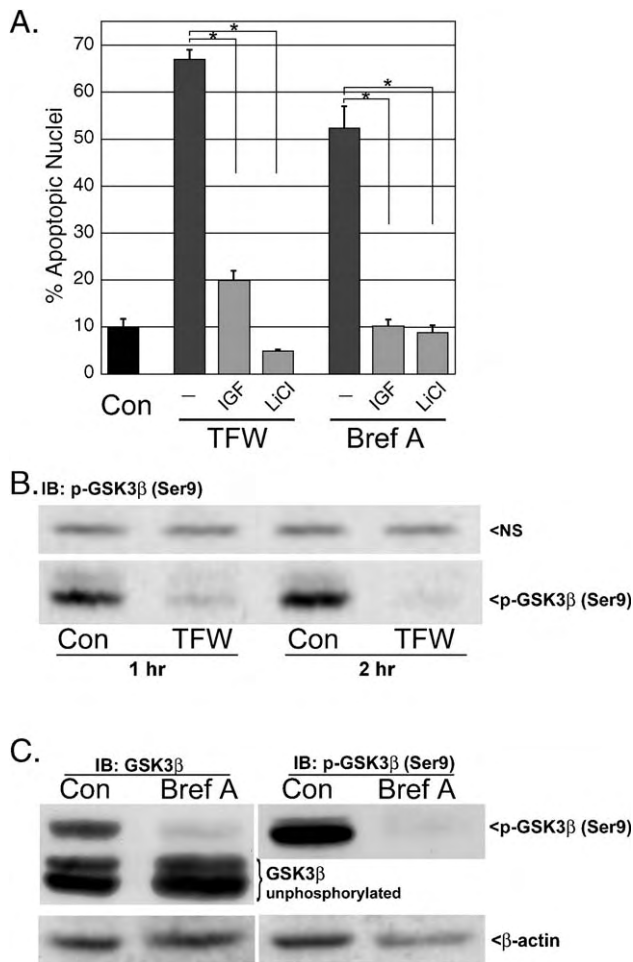 A.
% Apoptopic Nuclei
70
60
50
40
30
20
10
0
* *
* *
Con
– IGF LiCl – IGF LiCl
TFW Bref A
B. IB: p-GSK3β (Ser9)
<NS
<p-GSK3β (Ser9)
Con TFW Con TFW
1 hr 2 hr
C.
IB: GSK3β IB: p-GSK3β (Ser9)
Con Bref A Con Bref A
<p-GSK3β (Ser9)
GSK3β
unphosphorylated
<β-actin